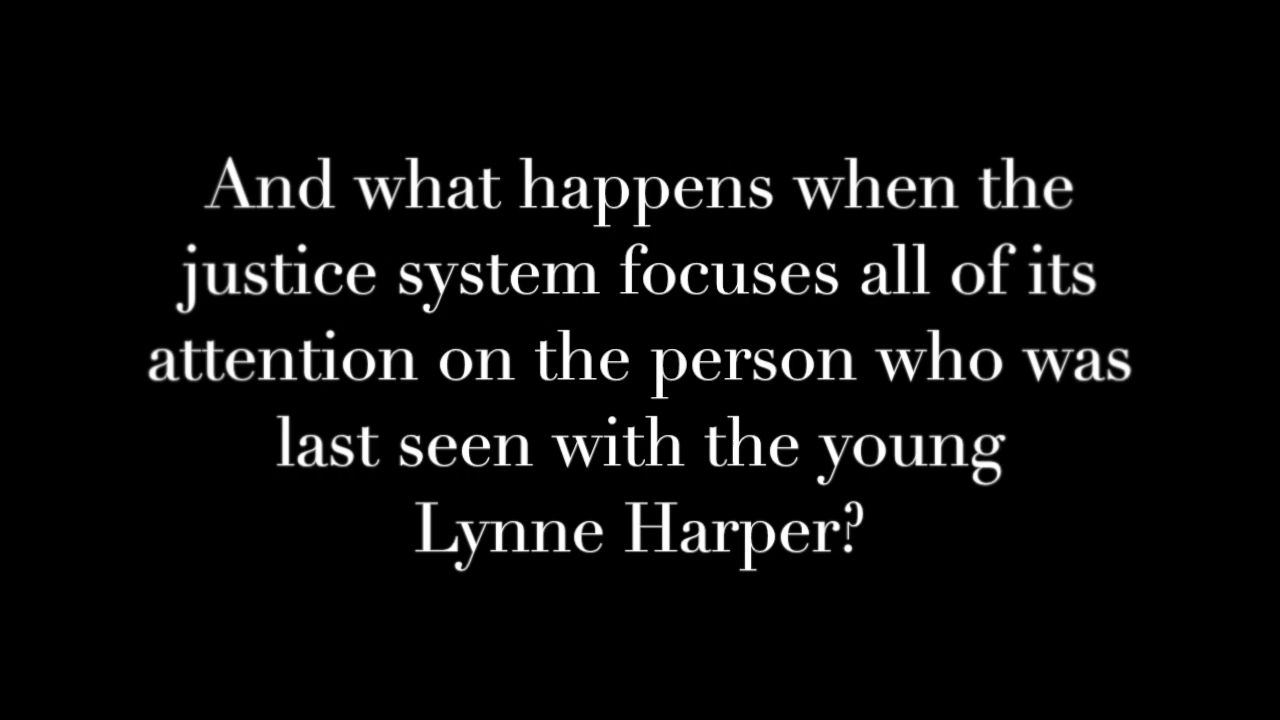 And what happens when the
justice system focuses all of its
attention on the person who was
last seen with the young
Lynne Harper?